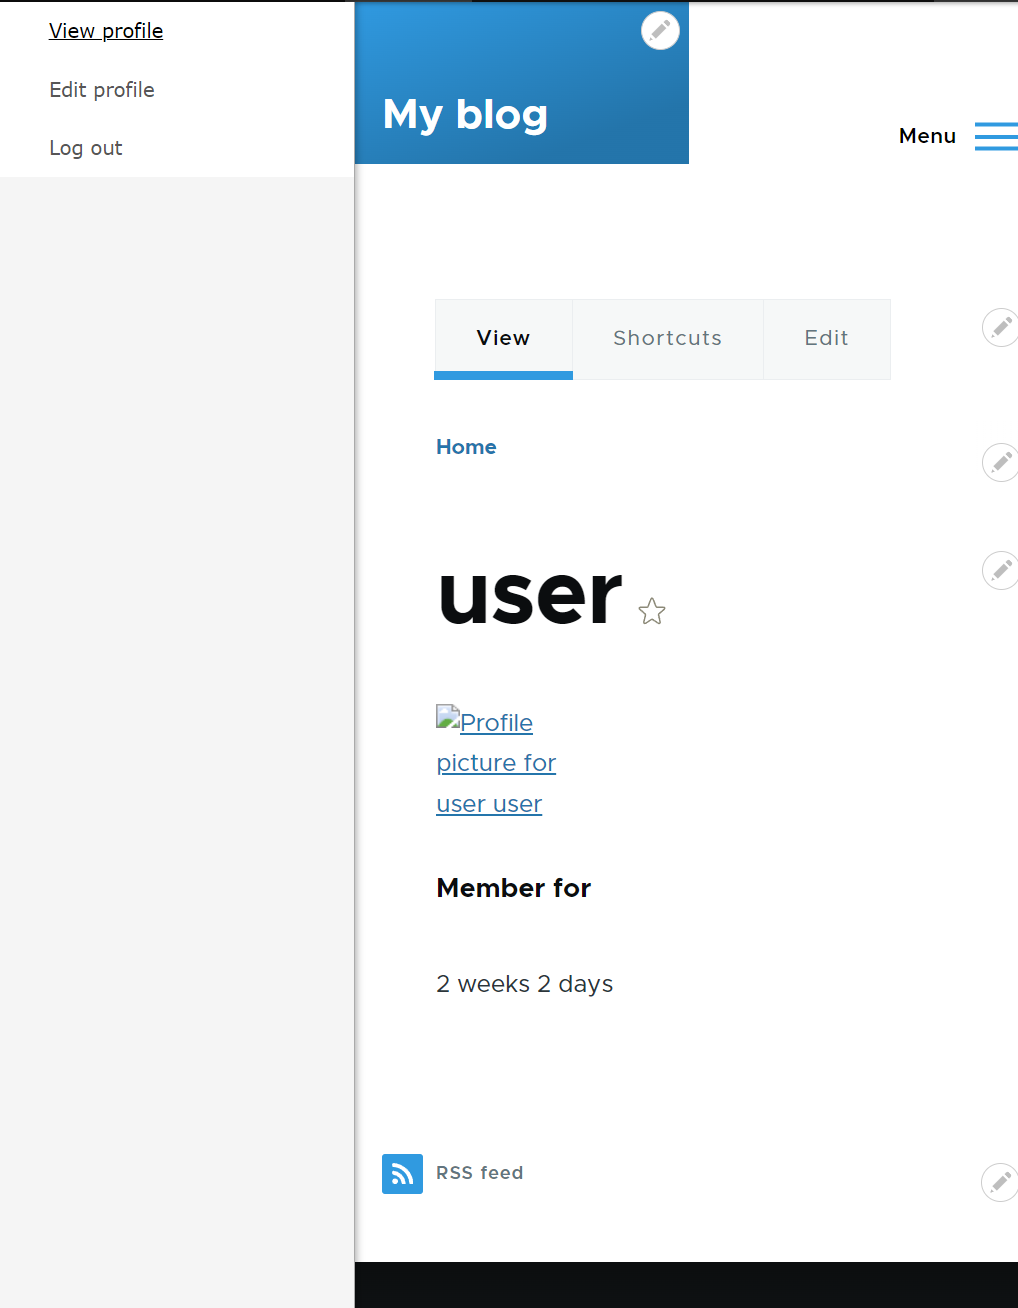 View profile
Edit profile
Log out
My blog
Menu
View
Shortcuts
Edit
Home
user
Profile
picture for
user user
Member for
2 weeks 2 days
RSS feed